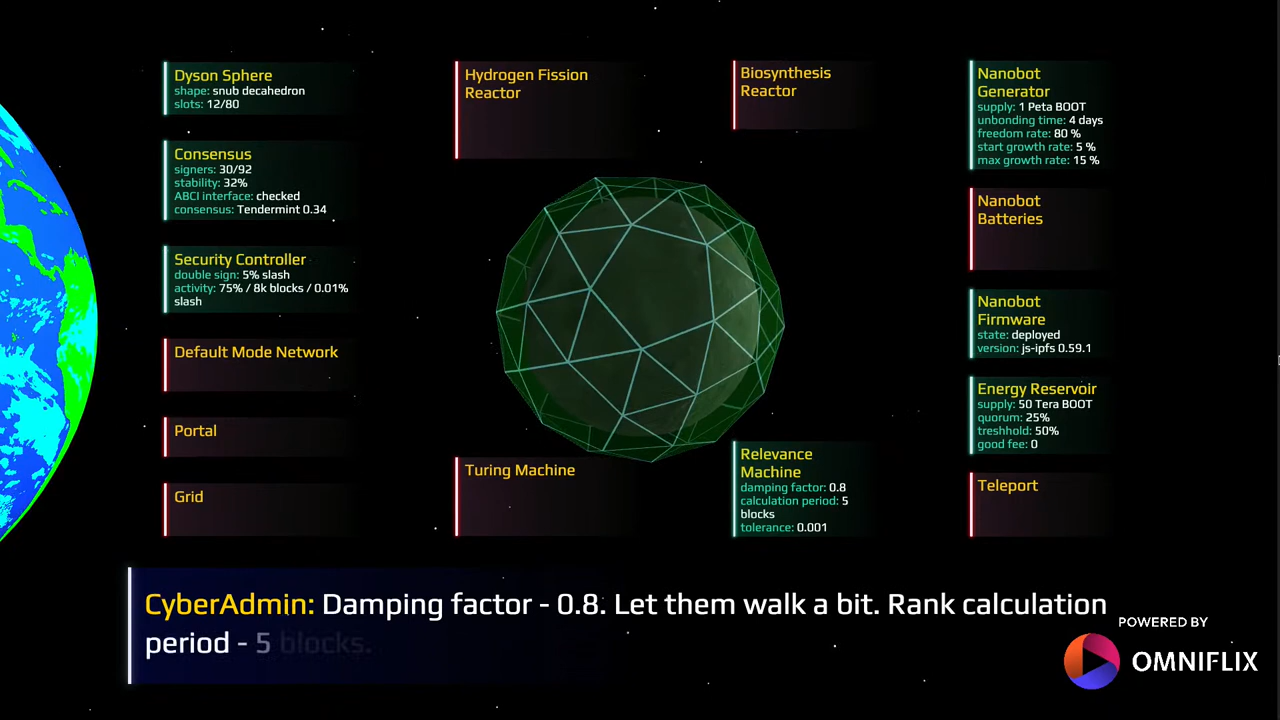 Dyson Sphere
shape: snub decahedron
slots: 12/80
Consensus
signers: 30/92
stability: 32%
ABCI interface: checked
consensus: Tendermint 0.34
Security Controller
double sign: 5% slash
activity: 75% / 8k blocks / 0.01%
slash
Default Mode Network
Portal
Grid
Hydrogen Fission
Reactor
Turing Machine
Biosynthesis
Reactor
Relevance
Machine
damping factor: 0.8
calculation period: 5
blocks
tolerance: 0.001
Nanobot
Generator
supply: 1 Peta BOOT
unbonding time: 4 days
freedom rate: 80 %
start growth rate: 5 %
max growth rate: 15 %
Nanobot
Batteries
Nanobot
Firmware
state: deployed
version: js-ipfs 0.59.1
Energy Reservoir
supply: 50 Tera BOOT
quorum: 25%
treshhold: 50%
good fee: 0
Teleport
CyberAdmin: Damping factor - 0.8. Let them walk a bit. Rank calculation
period - 5 blocks.
POWERED BY
OMNIFLIX